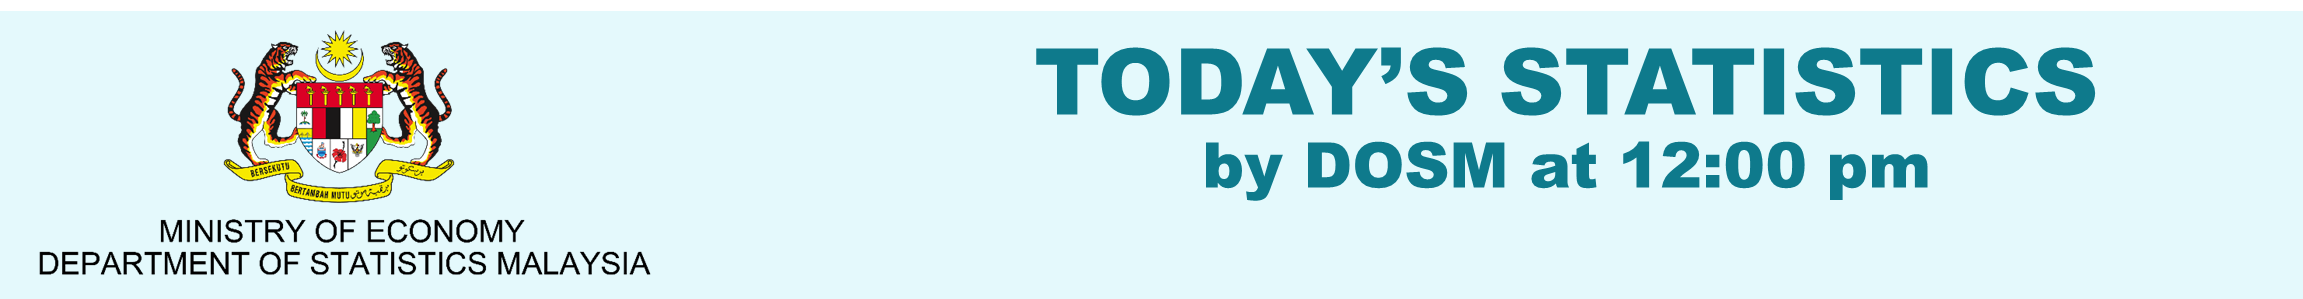 BERSEKUTU
BERTAMBAH MUTU
MINISTRY OF ECONOMY
DEPARTMENT OF STATISTICS MALAYSIA
TODAY’S STATISTICS
by DOSM at 12:00 pm